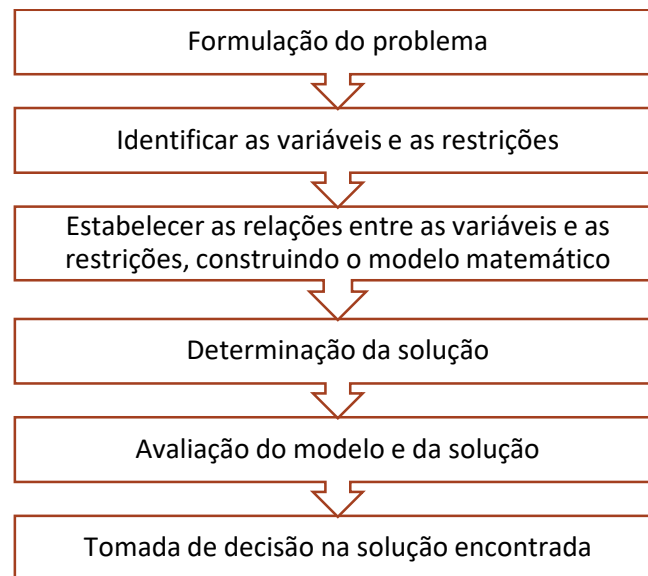 Formulação do problema
Identificar as variáveis e as restrições
Estabelecer as relações entre as variáveis e as
restrições, construindo o modelo matemático
Determinação da solução
Avaliação do modelo e da solução
Tomada de decisão na solução encontrada